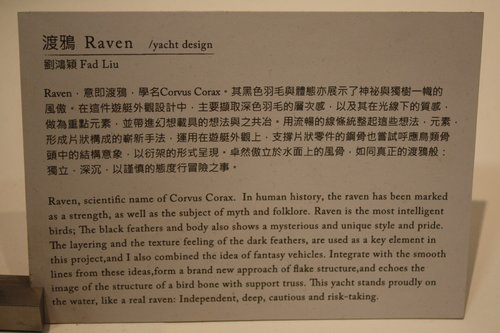 渡鴉 Raven /yacht design
劉鴻穎 Fad Liu
Raven，意即渡鴉，學名Corvus Corax。其黑色羽毛與體態亦展示了神祕與獨樹一幟的
風傲。在這件遊艇外觀設計中，主要擷取深色羽毛的層次感，以及其在光線下的質感，
做為重點元素，並帶進幻想載具的想法與之共冶。用流暢的線條統整起這些想法，元素，
形成片狀構成的嶄新手法，運用在遊艇外觀上，支撐片狀零件的鋼骨也嘗試呼應鳥類骨
頭中的結構意象，以衍架的形式呈現。卓然傲立於水面上的風骨，如同真正的渡鴉般：
獨立，深沉，以謹慎的態度行冒險之事。
Raven, scientific name of Corvus Corax. In human history, the raven has been marked
as a strength, as well as the subject of myth and folklore. Raven is the most intelligent
birds; The black feathers and body also shows a mysterious and unique style and pride.
The layering and the texture feeling of the dark feathers, are used as a key element in
this project,and I also combined the idea of fantasy vehicles. Integrate with the smooth
lines from these ideas,form a brand new approach of flake structure,and echoes the
image of the structure of a bird bone with support truss. This yacht stands proudly on
the water, like a real raven: Independent, deep, cautious and risk-taking.